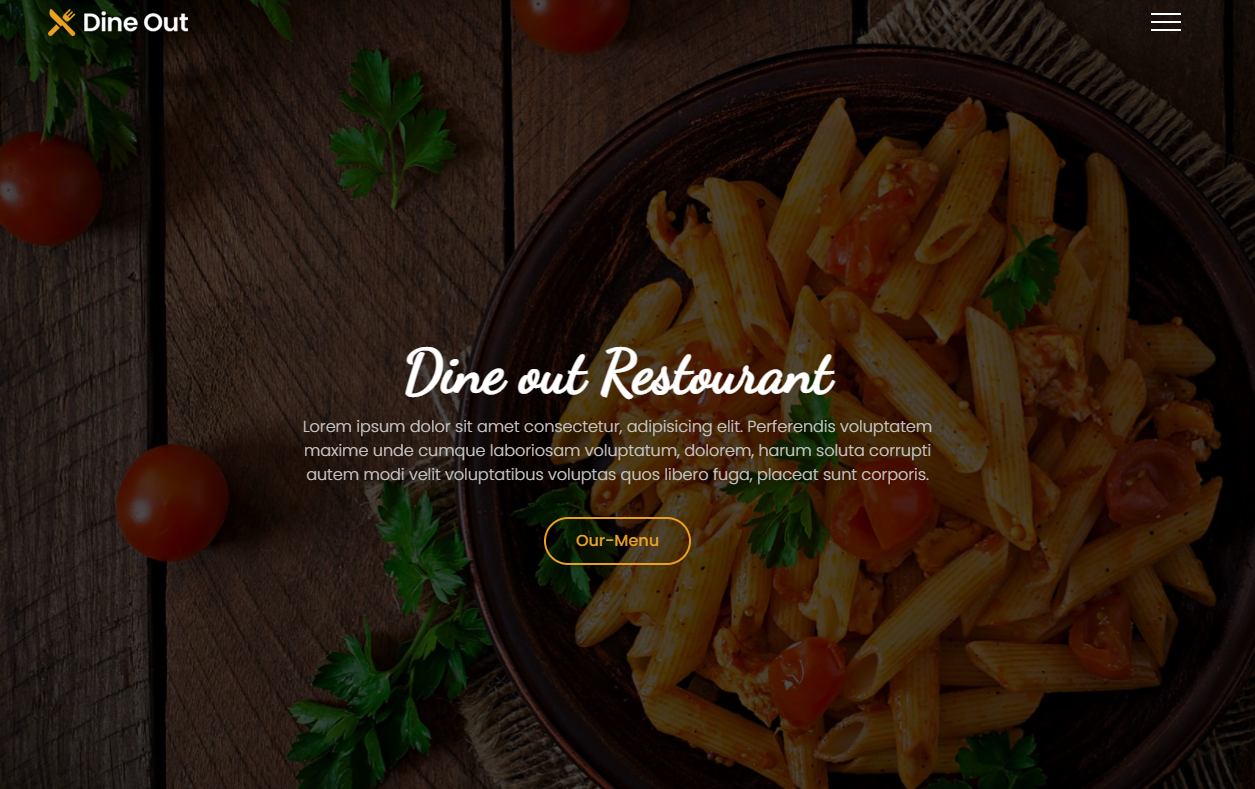 Dine Out
Dine out Restourant
Lorem ipsum dolor sit amet consectetur, adipisicing elit. Perferendis voluptatem
maxime unde cumque laboriosam voluptatum, dolorem, harum soluta corrupti
autem modi velit voluptatibus voluptas quos libero fuga, placeat sunt corporis.
Our-Menu